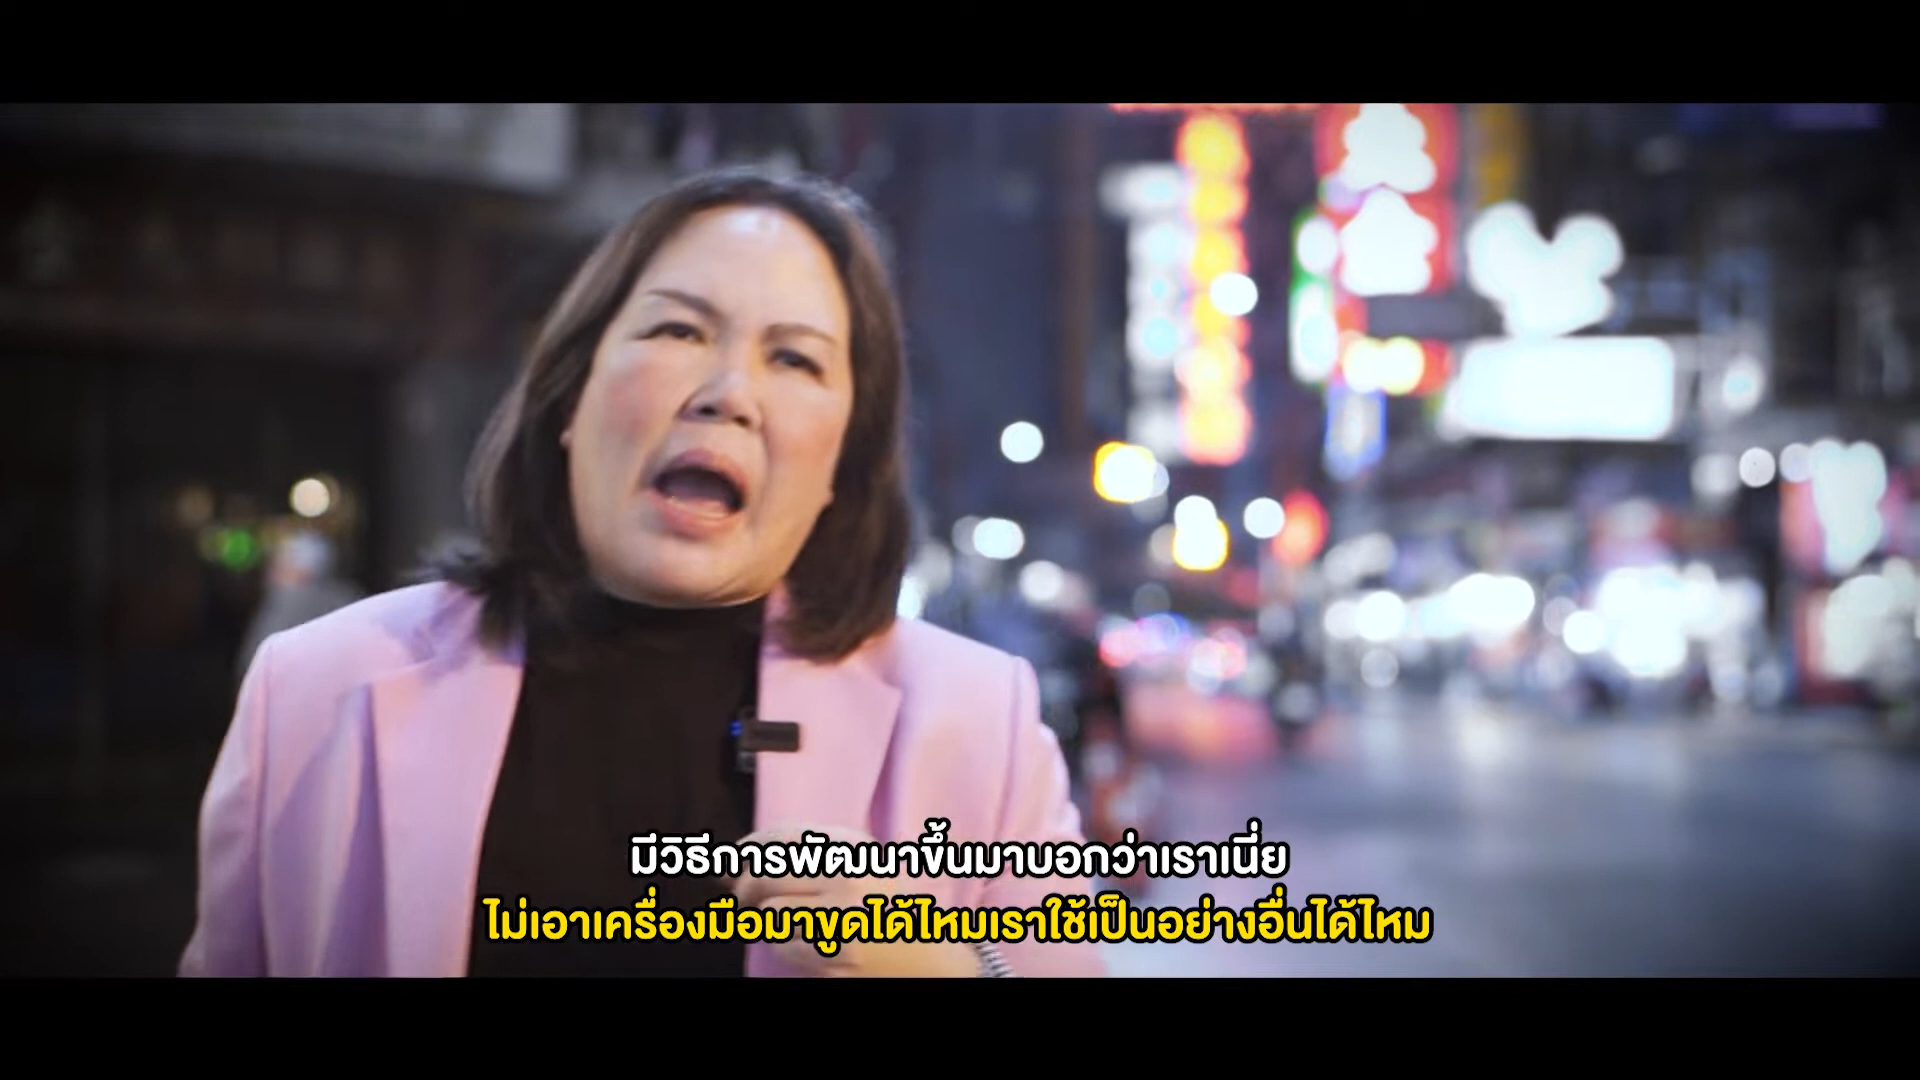 มีวิธีการพัฒนาขึ้นมาบอกว่าเราเนี่ย
ไม่เอาเครื่องมือมาขูดได้ไหมเราใช้เป็นอย่างอื่นได้ไหม